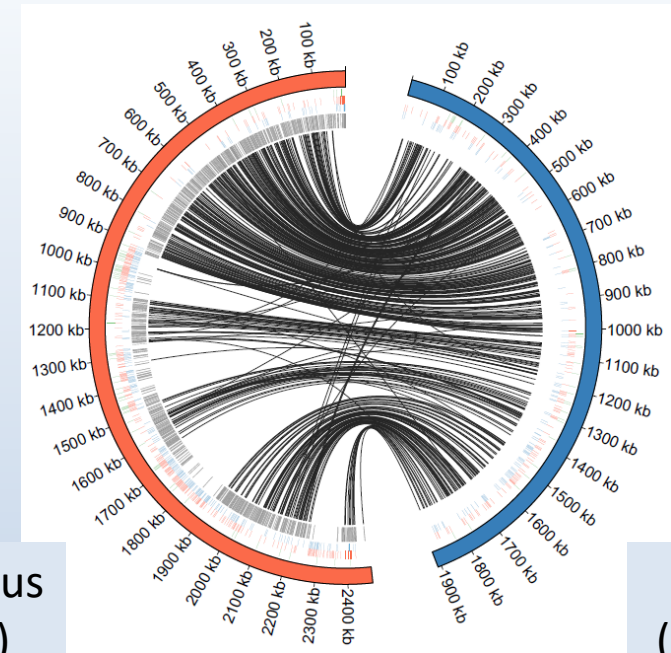 100 kb
200 kb
300 kb
400 kb
500 kb
600 kb
700 kb
800 kb
900 kb
1000 kb
1100 kb
1200 kb
1300 kb
1400 kb
1500 kb
1600 kb
1700 kb
1800 kb
1900 kb
2000 kb
2100 kb
2200 kb
2300 kb
2400 kb
100 kb
200 kb
300 kb
400 kb
500 kb
600 kb
700 kb
800 kb
900 kb
1000 kb
1100 kb
1200 kb
1300 kb
1400 kb
1500 kb
1600 kb
1700 kb
1800 kb
1900 kb
us
)
(